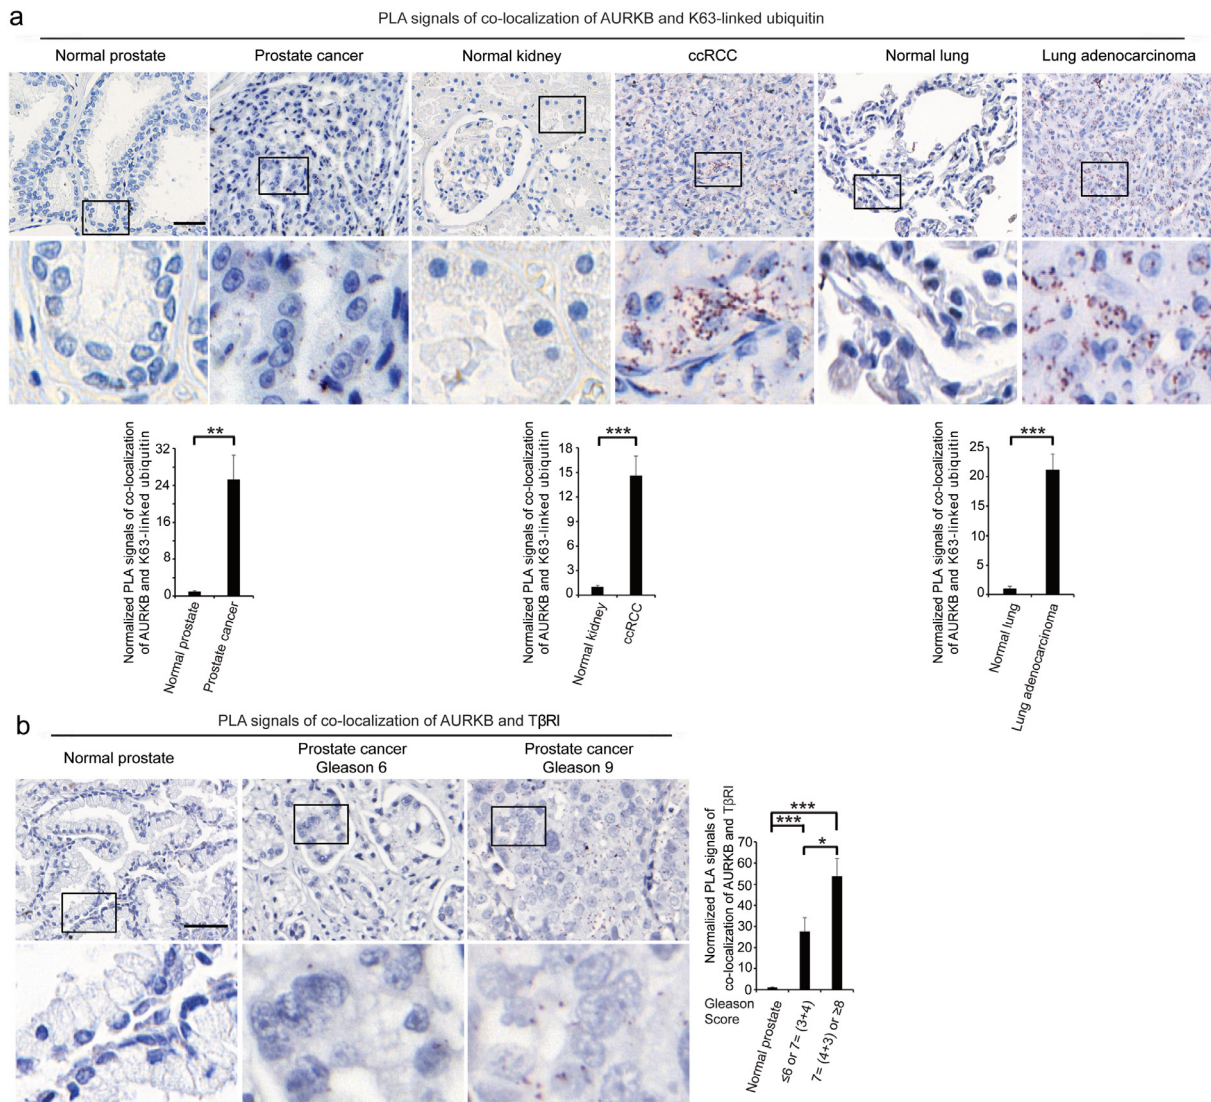 a
PLA signals of co-localization of AURKB and K63-linked ubiquitin
Normal prostate
Prostate cancer
Normal kidney
ccRCC
Normal lung
Lung adenocarcinoma
Normalized PLA signals of co-localization
of AURKB and K63-linked ubiquitin
32
24
16
8
0
**
Normal prostate
Prostate cancer
Normalized PLA signals of co-localization
of AURKB and K63-linked ubiquitin
18
15
12
9
6
3
0
***
Normal kidney
ccRCC
Normalized PLA signals of co-localization
of AURKB and K63-linked ubiquitin
25
20
15
10
5
0
***
Normal lung
Lung adenocarcinoma
b
PLA signals of co-localization of AURKB and TβRI
Normal prostate
Prostate cancer
Gleason 6
Prostate cancer
Gleason 9
Normalized PLA signals of
co-localization of AURKB and TβRI
70
60
50
40
30
20
10
0
***
***
*
Gleason
Score
Normal prostate
≤6 or 7= (3+4)
7= (4+3) or ≥8